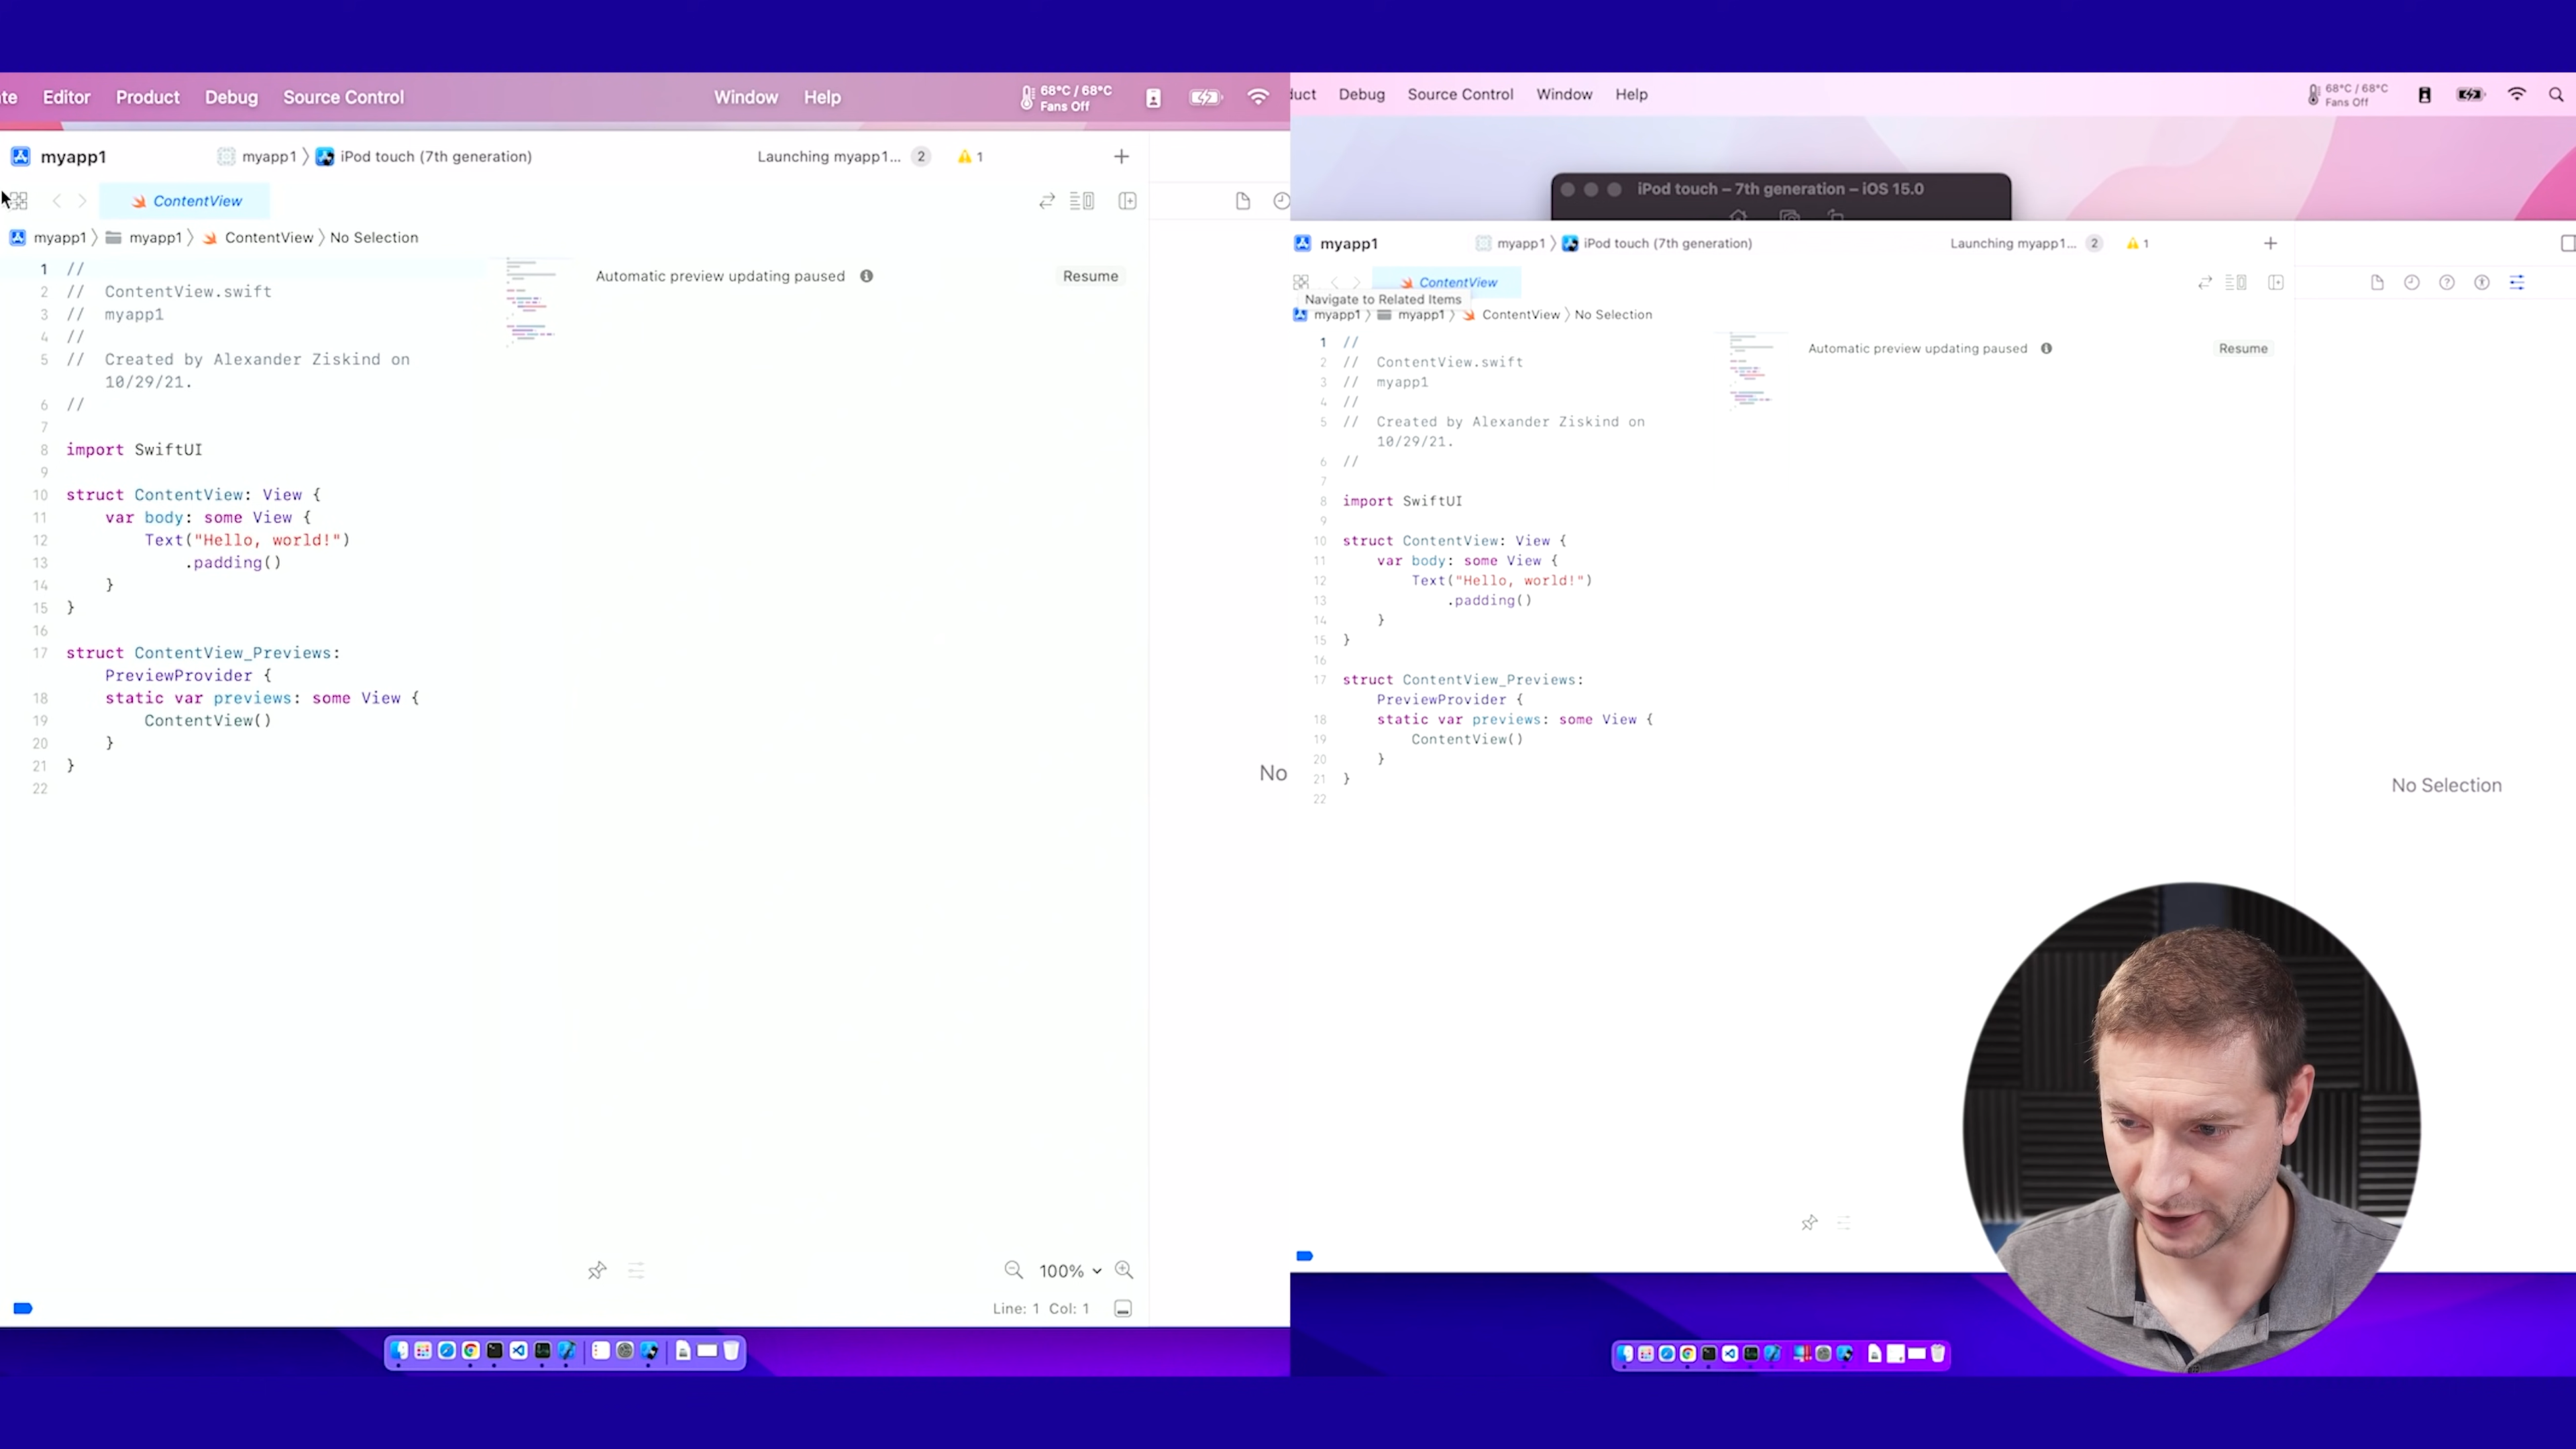 te Editor Product Debug Source Control Window Help 68°C / 68°C
Fans Off
myapp1 myapp1 iPod touch (7th generation) Launching myapp1... 2 1
ContentView
myapp1 myapp1 ContentView No Selection
1 //
2 // ContentView.swift
3 // myapp1
4 //
5 // Created by Alexander Ziskind on
10/29/21.
6 //
7
8 import SwiftUI
9
10 struct ContentView: View {
11 var body: some View {
12 Text("Hello, world!")
13 .padding()
14 }
15 }
16
17 struct ContentView_Previews:
PreviewProvider {
18 static var previews: some View {
19 ContentView()
20 }
21 }
22
Automatic preview updating paused Resume
No
100%
Line: 1 Col: 1
duct Debug Source Control Window Help 68°C / 68°C
Fans Off
iPod touch – 7th generation – iOS 15.0
myapp1 myapp1 iPod touch (7th generation) Launching myapp1... 2 1
ContentView
Navigate to Related Items
myapp1 myapp1 ContentView No Selection
1 //
2 // ContentView.swift
3 // myapp1
4 //
5 // Created by Alexander Ziskind on
10/29/21.
6 //
7
8 import SwiftUI
9
10 struct ContentView: View {
11 var body: some View {
12 Text("Hello, world!")
13 .padding()
14 }
15 }
16
17 struct ContentView_Previews:
PreviewProvider {
18 static var previews: some View {
19 ContentView()
20 }
21 }
22
Automatic preview updating paused Resume
No Selection